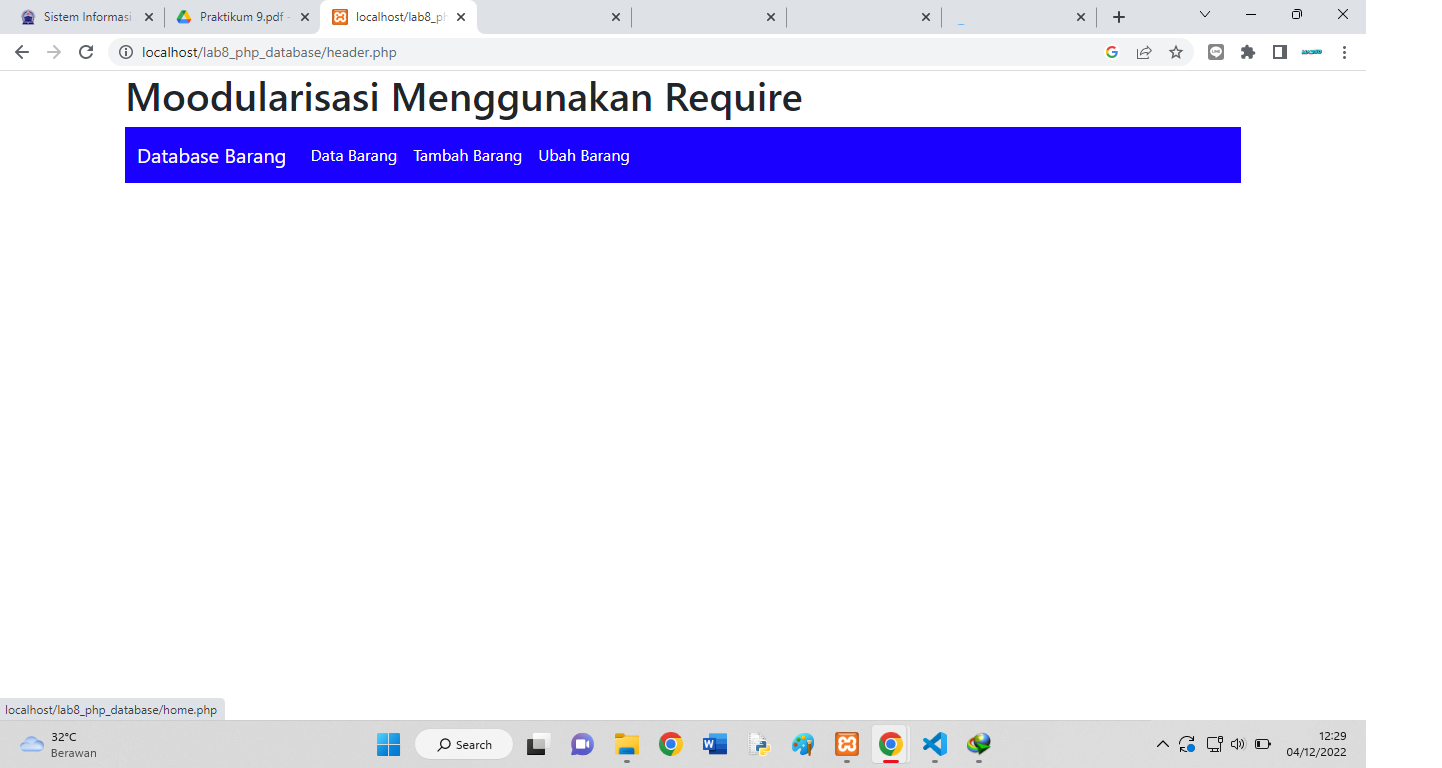 Sistem Informasi
Praktikum 9.pdf -
localhost/lab8_ph
localhost/lab8_php_database/header.php
Moodularisasi Menggunakan Require
Database Barang Data Barang Tambah Barang Ubah Barang
localhost/lab8_php_database/home.php
32°C
Berawan
Search
12:29
04/12/2022